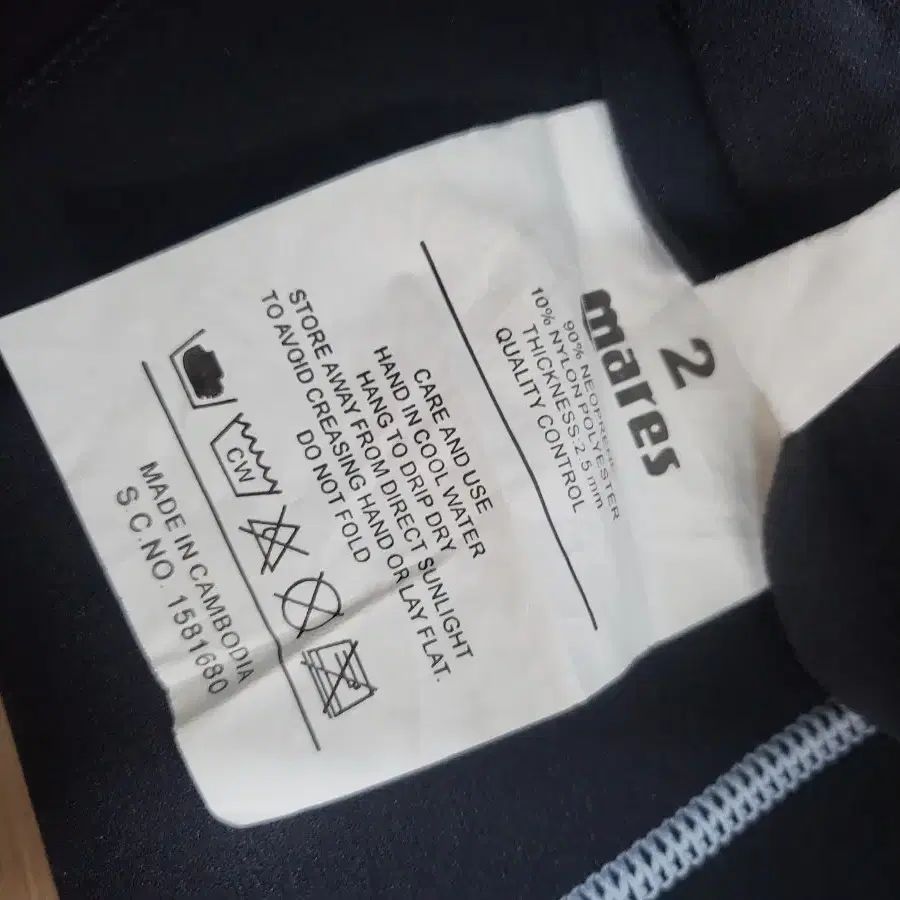 2
mares
90% NEOPRENE
10% NYLON POLYESTER
THICKNESS:2.5 mm
QUALITY CONTROL
CARE AND USE
HAND IN COOL WATER
HANG TO DRIP DRY
STORE AWAY FROM DIRECT SUNLIGHT
TO AVOID CREASING HAND OR LAY FLAT.
DO NOT FOLD
CW
MADE IN CAMBODIA
S.C.NO. 1581680